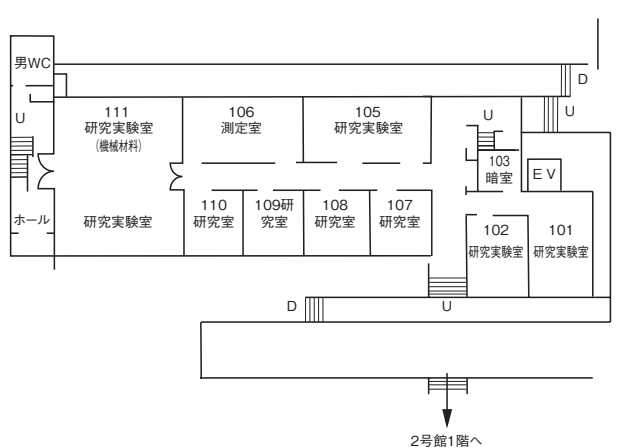 男WC
D
111
研究実験室
(機械材料)
106
測定室
105
研究実験室
U
U
U
103
暗室
EV
ホール
研究実験室
110
研究室
109研
究室
108
研究室
107
研究室
102
研究実験室
101
研究実験室
D
U
2号館1階へ